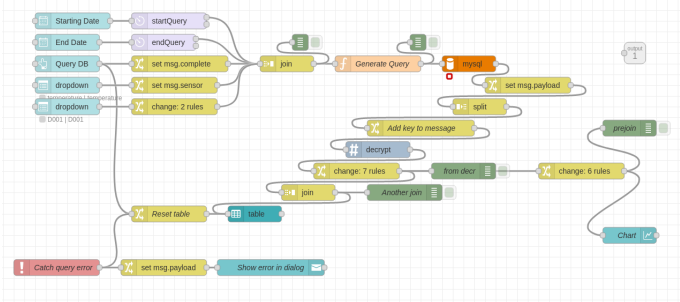 Starting Date
startQuery
End Date
endQuery
output
1
Query DB
set msg.complete
join
Generate Query
mysql
dropdown
set msg.sensor
set msg.payload
temperature | temperature
dropdown
change: 2 rules
split
D001 | D001
Add key to message
prejoin
decrypt
change: 7 rules
from decr
change: 6 rules
join
Another join
Reset table
table
Chart
Catch query error
set msg.payload
Show error in dialog